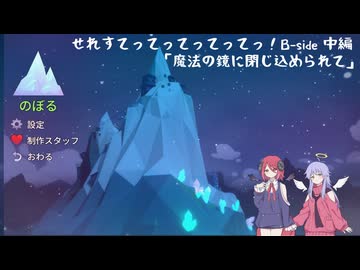 せれすてってってってってっ！B-side 中編
「魔法の鏡に閉じ込められて」
のぼる
設定
制作スタッフ
おわる